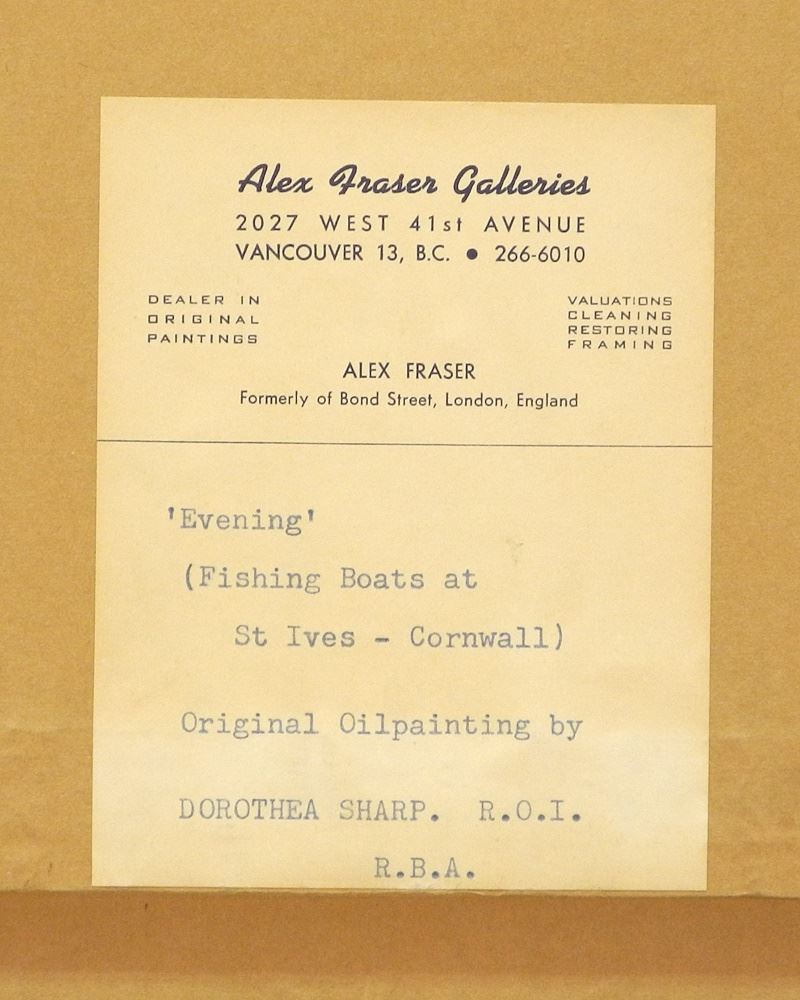 Alex Fraser Galleries
2027 WEST 41st AVENUE
VANCOUVER 13, B.C. ● 266-6010
DEALER IN
ORIGINAL
PAINTINGS
VALUATIONS
CLEANING
RESTORING
FRAMING
ALEX FRASER
Formerly of Bond Street, London, England
'Evening'
(Fishing Boats at
St Ives - Cornwall)
Original Oilpainting by
DOROTHEA SHARP. R.O.I.
R.B.A.